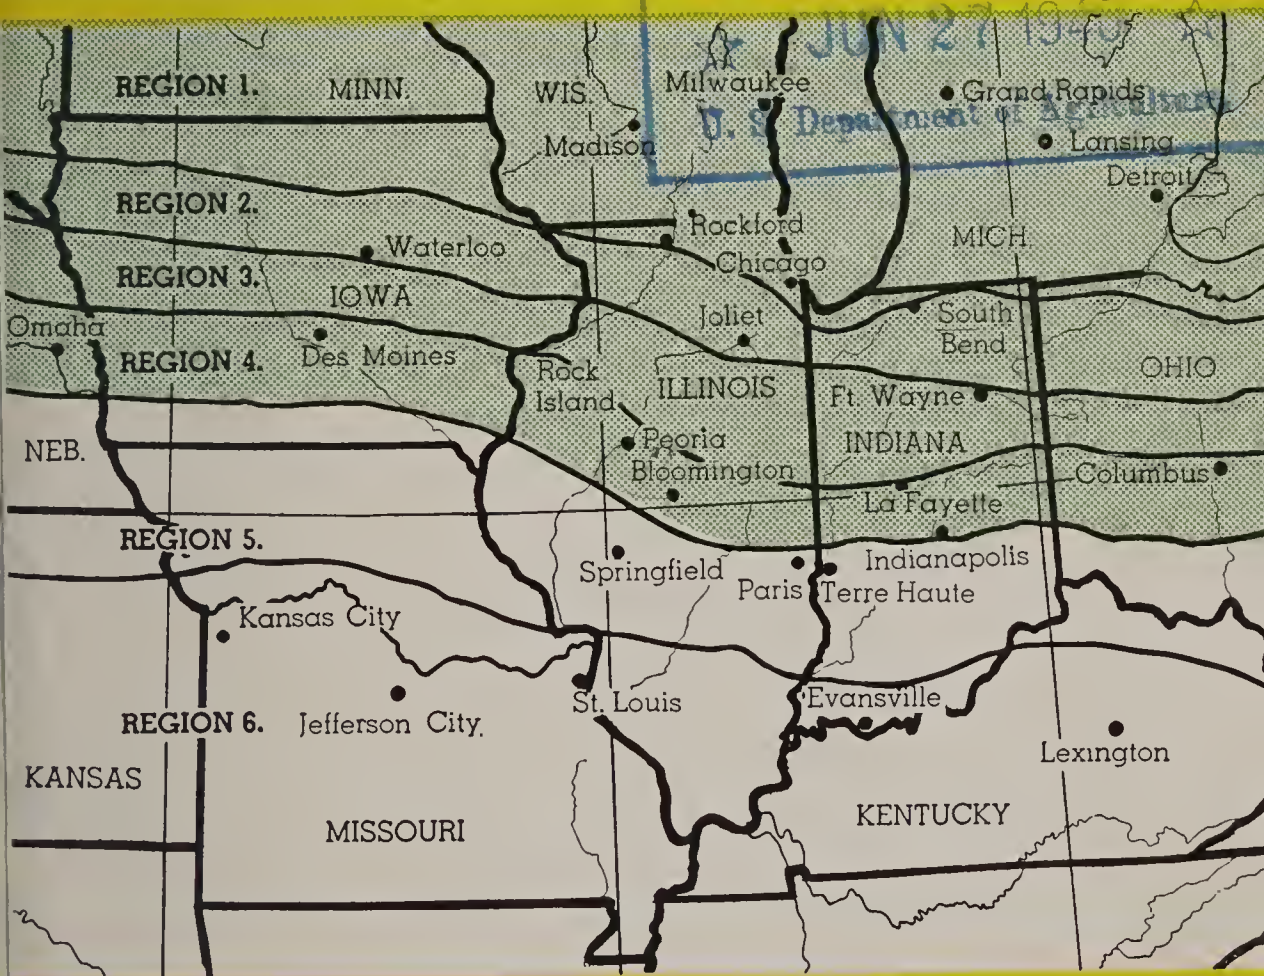 JUN 27
U. S. Department of Agriculture
REGION 1.
MINN.
WIS.
Milwaukee
Grand Rapids
Madison
Lansing
Detroit
REGION 2.
Rockford
Waterloo
MICH.
Chicago
REGION 3.
IOWA
Omaha
Joliet
South
Bend
REGION 4.
Des Moines
Rock
Island
ILLINOIS
OHIO
Ft. Wayne
NEB.
Peoria
INDIANA
Bloomington
Columbus
La Fayette
REGION 5.
Springfield
Indianapolis
Paris
Terre Haute
Kansas City
St. Louis
Evansville
REGION 6.
Jefferson City.
Lexington
KANSAS
MISSOURI
KENTUCKY